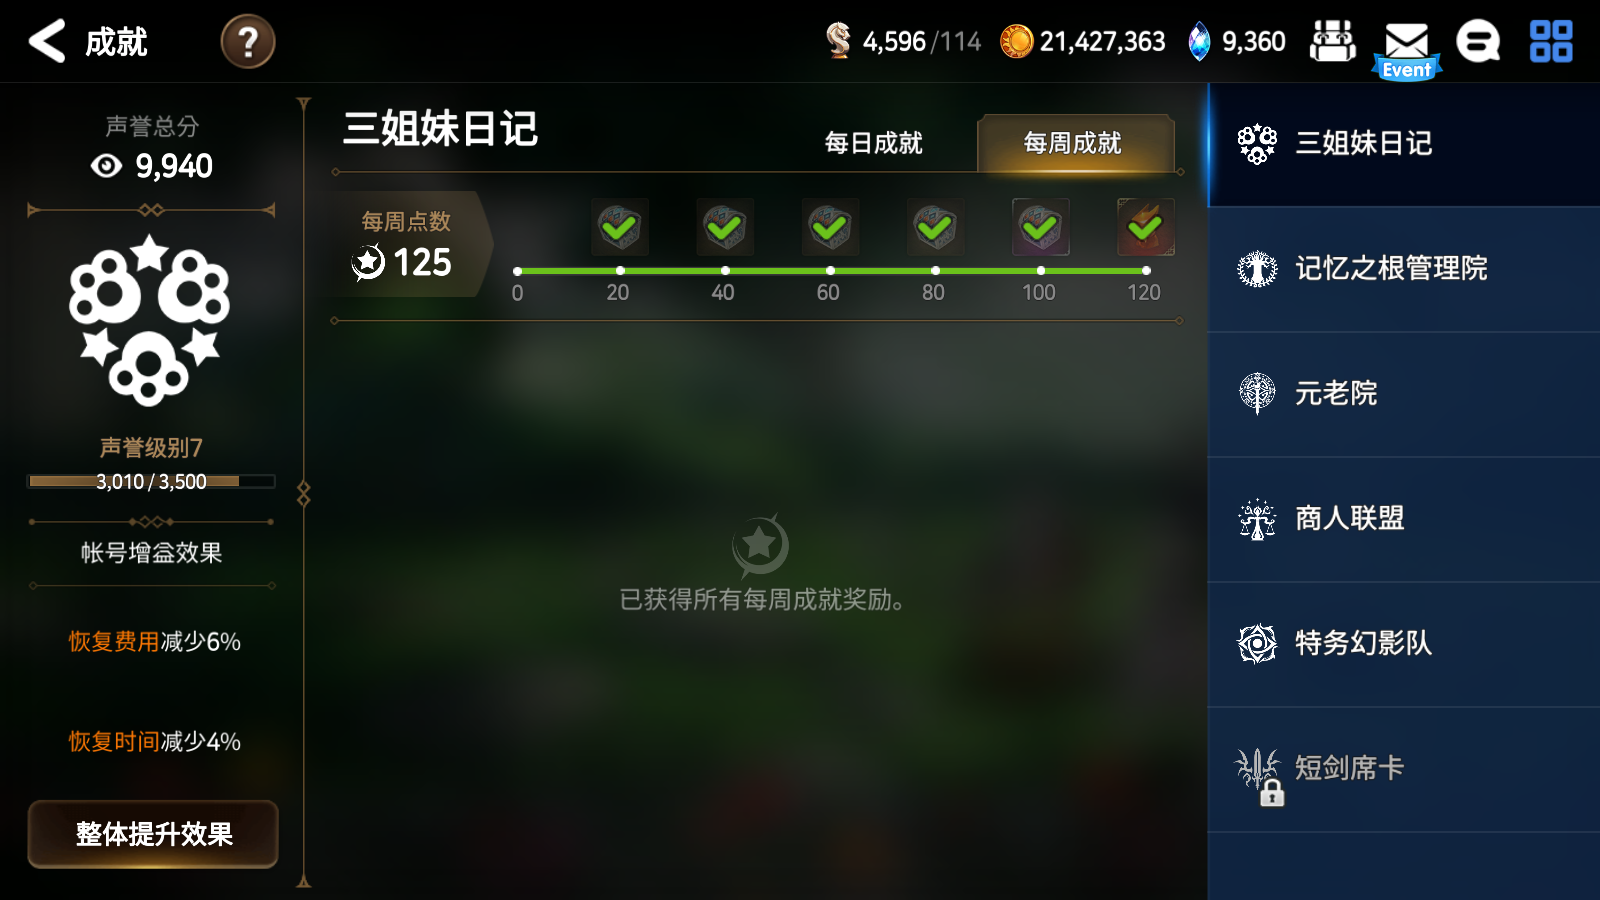 成就
?
4,596/114
21,427,363
9,360
Event
声誉总分
9,940
声誉级别7
3,010 / 3,500
帐号增益效果
恢复费用减少6%
恢复时间减少4%
整体提升效果
三姐妹日记
每日成就
每周成就
每周点数
125
0 20 40 60 80 100 120
已获得所有每周成就奖励。
三姐妹日记
记忆之根管理院
元老院
商人联盟
特务幻影队
短剑席卡